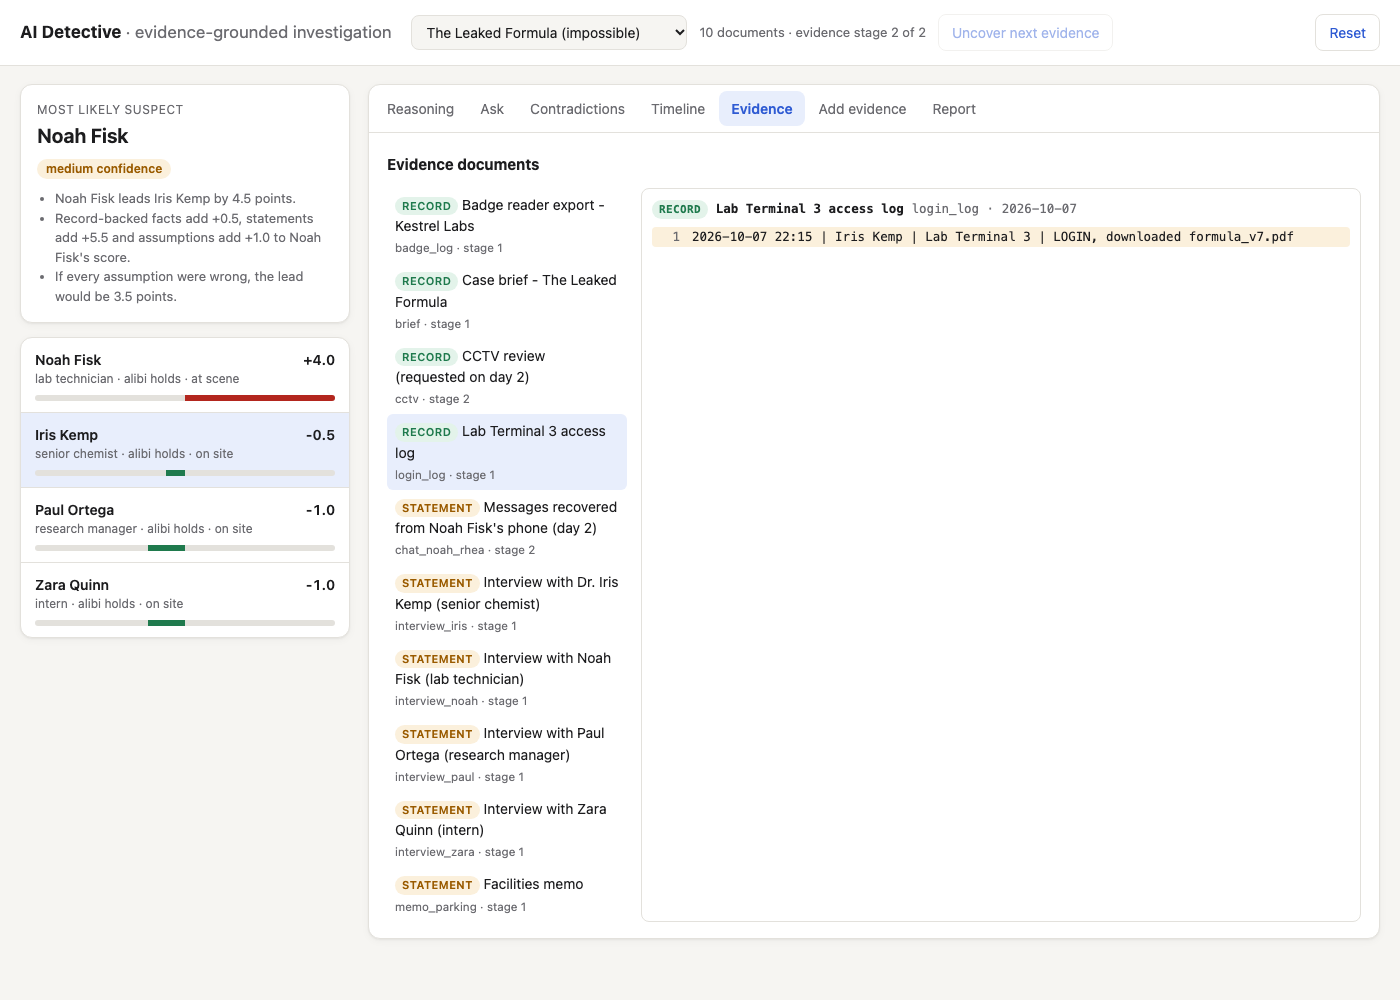 AI Detective · evidence-grounded investigation
The Leaked Formula (impossible)
10 documents · evidence stage 2 of 2
Uncover next evidence
Reset
MOST LIKELY SUSPECT
Noah Fisk
medium confidence
• Noah Fisk leads Iris Kemp by 4.5 points.
• Record-backed facts add +0.5, statements
add +5.5 and assumptions add +1.0 to Noah
Fisk's score.
• If every assumption were wrong, the lead
would be 3.5 points.
Noah Fisk +4.0
lab technician · alibi holds · at scene
Iris Kemp -0.5
senior chemist · alibi holds · on site
Paul Ortega -1.0
research manager · alibi holds · on site
Zara Quinn -1.0
intern · alibi holds · on site
Reasoning Ask Contradictions Timeline Evidence Add evidence Report
Evidence documents
RECORD Badge reader export -
Kestrel Labs
badge_log · stage 1
RECORD Case brief - The Leaked
Formula
brief · stage 1
RECORD CCTV review
(requested on day 2)
cctv · stage 2
RECORD Lab Terminal 3 access
log
login_log · stage 1
STATEMENT Messages recovered
from Noah Fisk's phone (day 2)
chat_noah_rhea · stage 2
STATEMENT Interview with Dr. Iris
Kemp (senior chemist)
interview_iris · stage 1
STATEMENT Interview with Noah
Fisk (lab technician)
interview_noah · stage 1
STATEMENT Interview with Paul
Ortega (research manager)
interview_paul · stage 1
STATEMENT Interview with Zara
Quinn (intern)
interview_zara · stage 1
STATEMENT Facilities memo
memo_parking · stage 1
RECORD Lab Terminal 3 access log login_log · 2026-10-07
1 2026-10-07 22:15 | Iris Kemp | Lab Terminal 3 | LOGIN, downloaded formula_v7.pdf